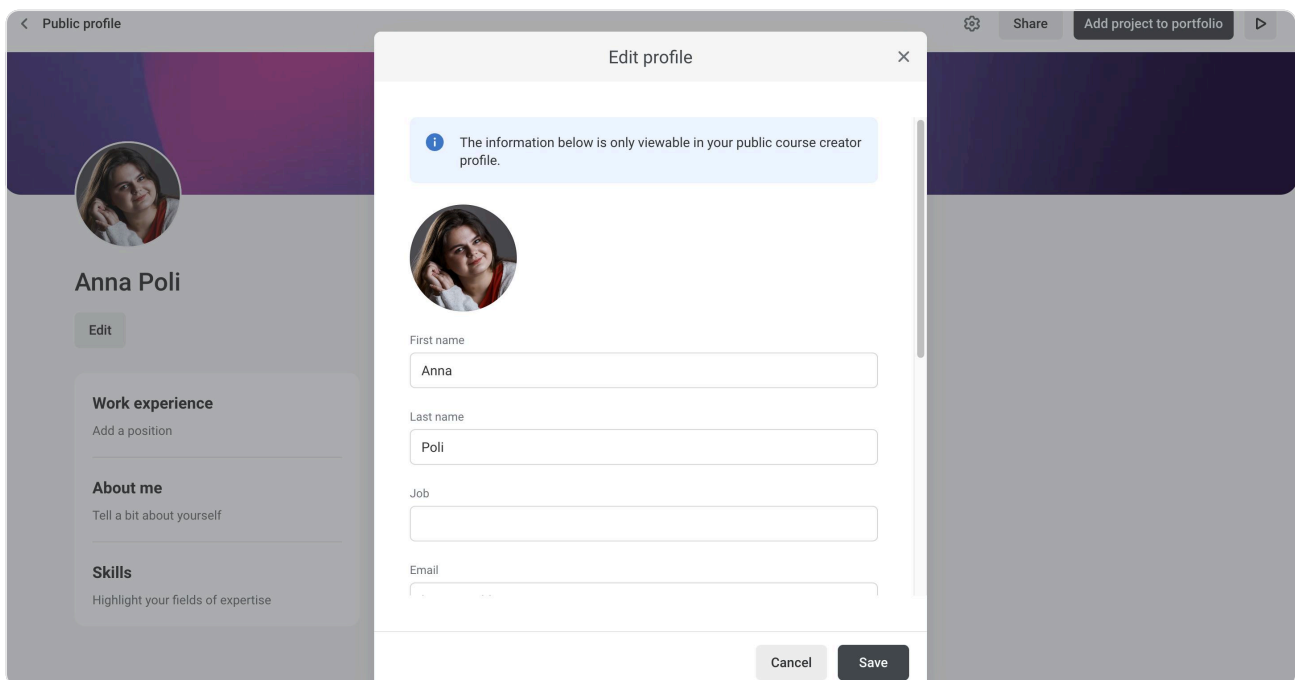 Public profile
Share
Add project to portfolio
Edit profile
The information below is only viewable in your public course creator
profile.
Anna Poli
Edit
Work experience
Add a position
About me
Tell a bit about yourself
Skills
Highlight your fields of expertise
First name
Anna
Last name
Poli
Job
Email
Cancel
Save